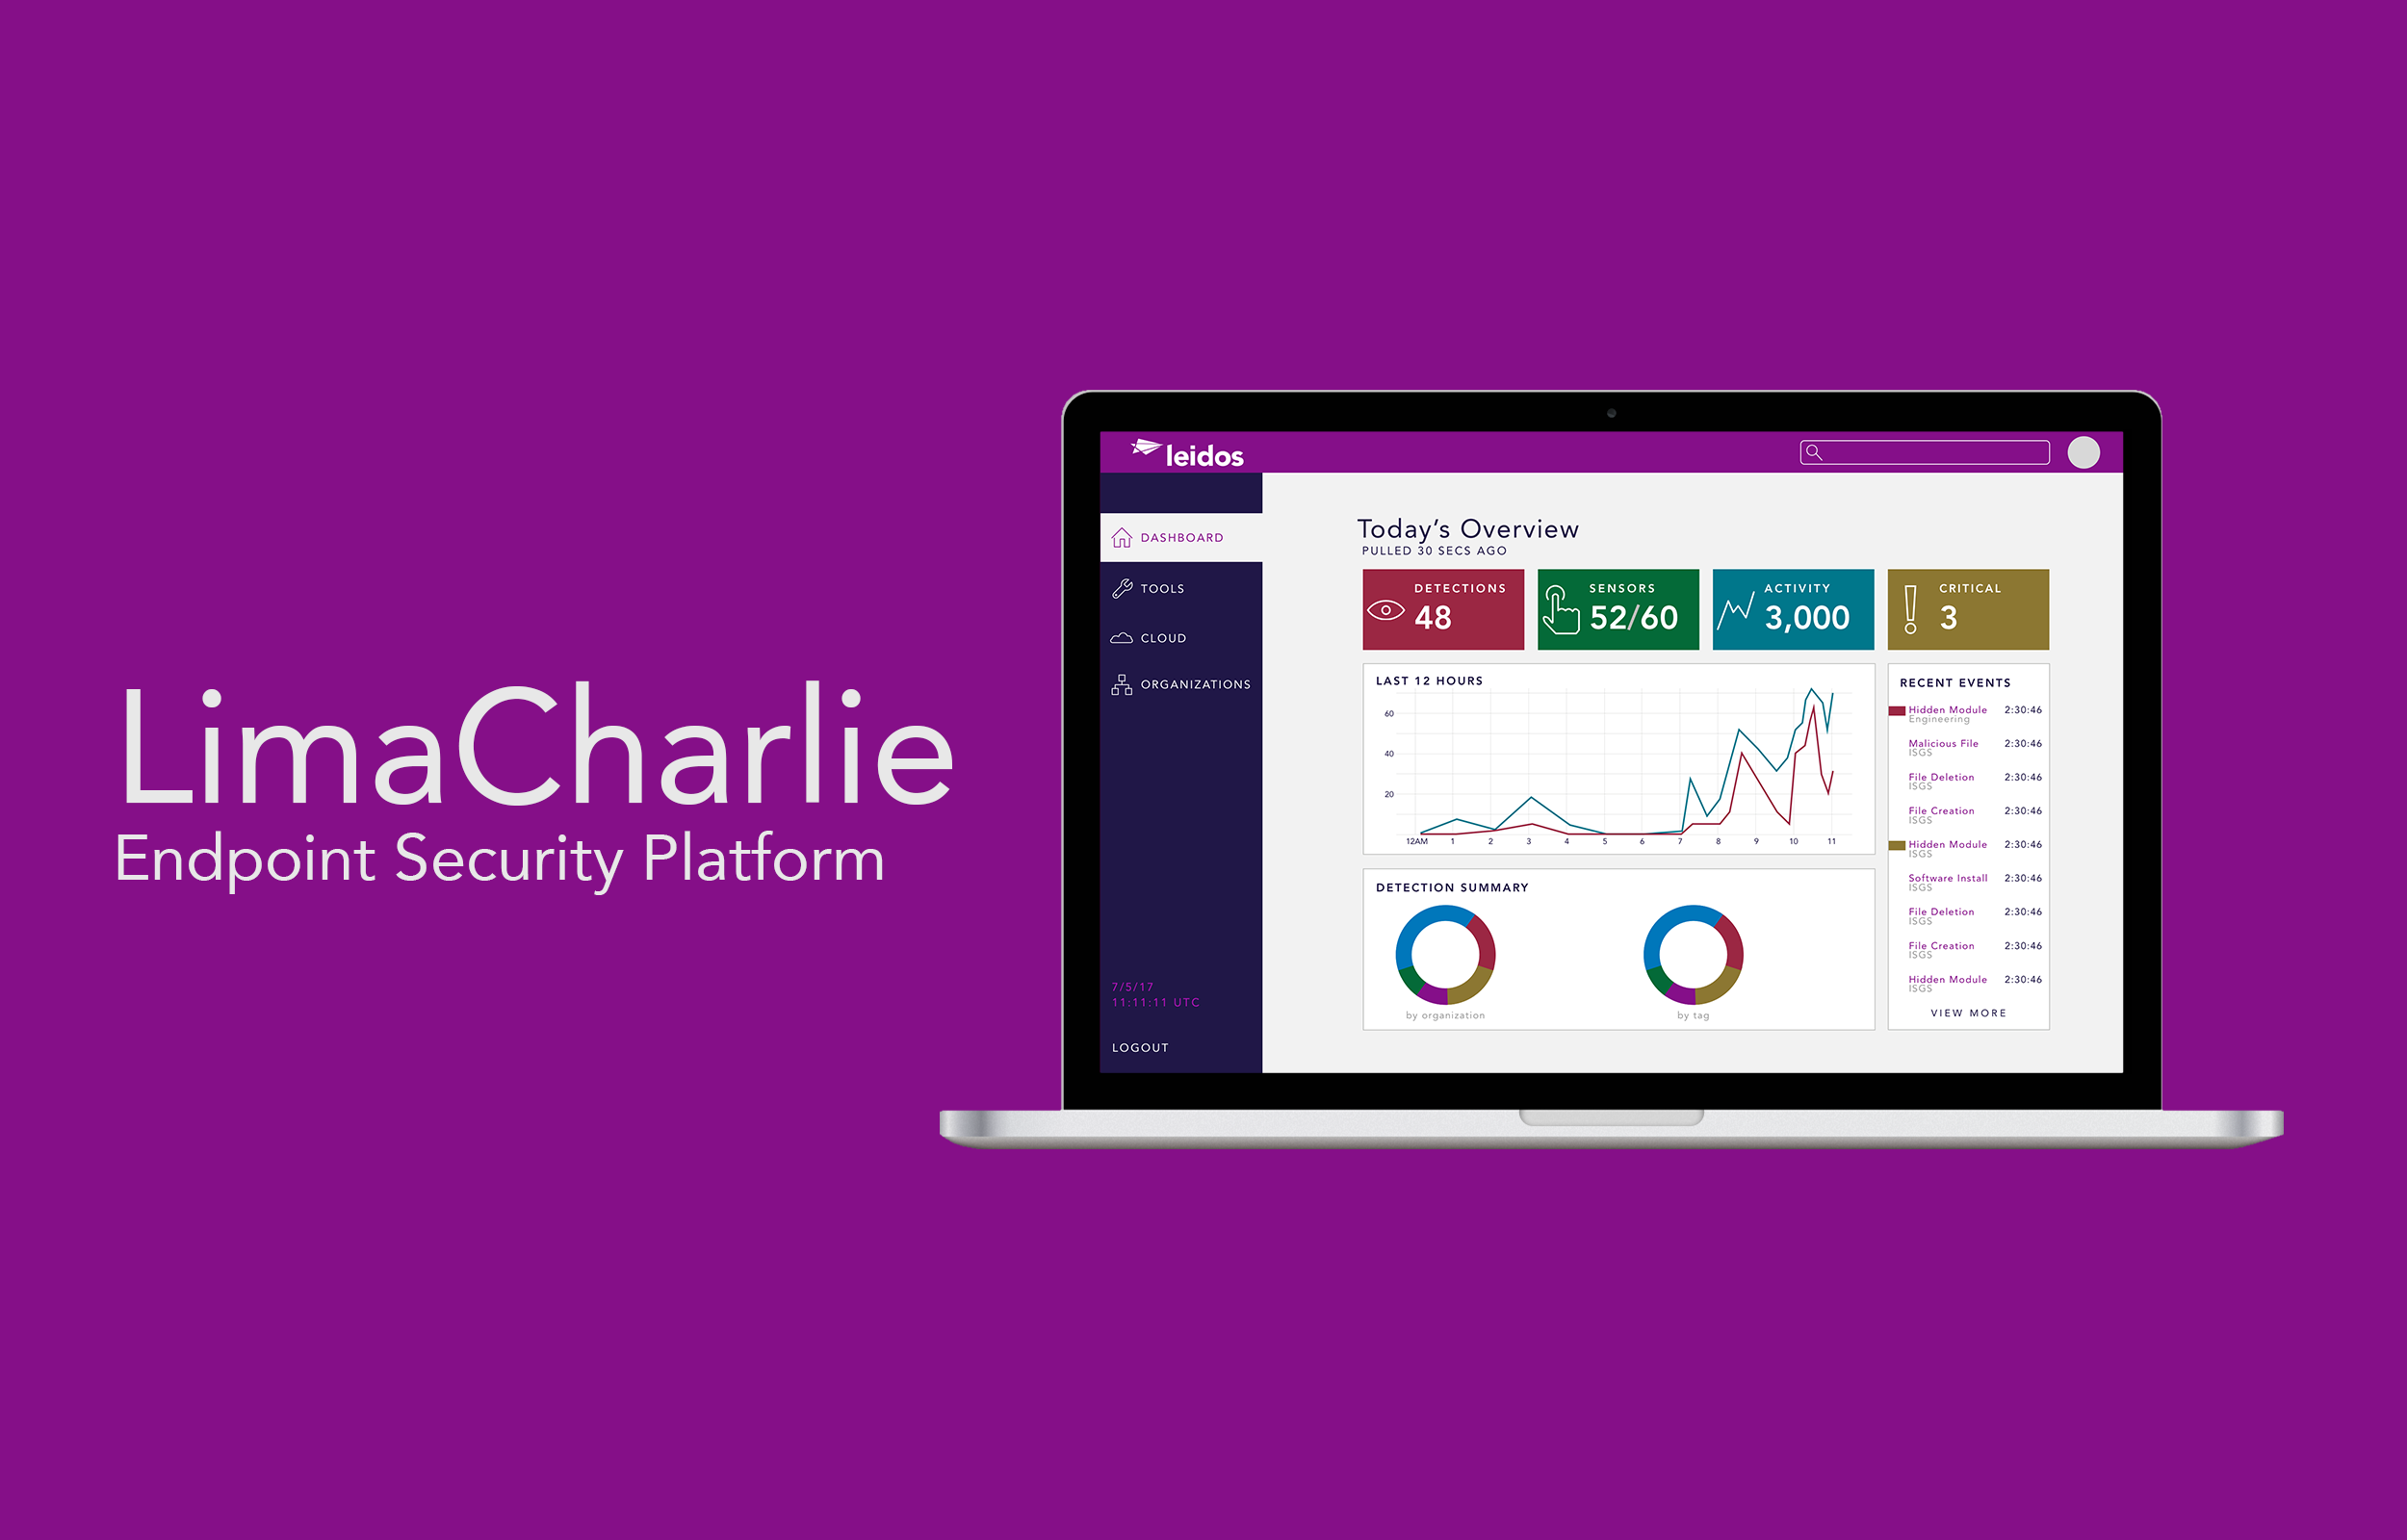 LimaCharlie
Endpoint Security Platform
leidos
DASHBOARD
TOOLS
CLOUD
ORGANIZATIONS
7/5/17
11:11:11 UTC
LOGOUT
Today's Overview
PULLED 30 SECS AGO
DETECTIONS
48
SENSORS
52/60
ACTIVITY
3,000
CRITICAL
3
LAST 12 HOURS
60
40
20
12AM 1 2 3 4 5 6 7 8 9 10 11
DETECTION SUMMARY
by organization
by tag
RECENT EVENTS
Hidden Module 2:30:46
Engineering
Malicious File 2:30:46
ISGS
File Deletion 2:30:46
ISGS
File Creation 2:30:46
ISGS
Hidden Module 2:30:46
ISGS
Software Install 2:30:46
ISGS
File Deletion 2:30:46
ISGS
File Creation 2:30:46
ISGS
Hidden Module 2:30:46
ISGS
VIEW MORE